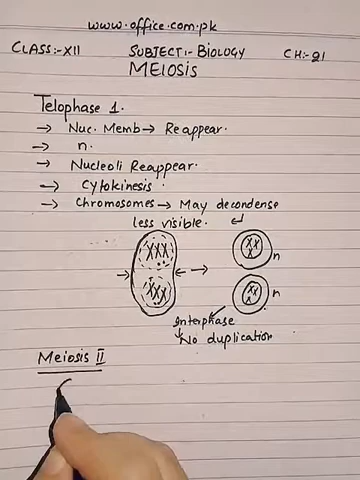 www.office.com.pk
CLASS:-XII SUBJECT:- BIOLOGY CH:-21
MEIOSIS
Telophase 1.
→ Nuc. Memb → Reappear.
→ n.
→ Nucleoli Reappear.
→ Cytokinesis.
→ Chromosomes → May decondense
less visible.
n
n
Interphase
No duplication
Meiosis II